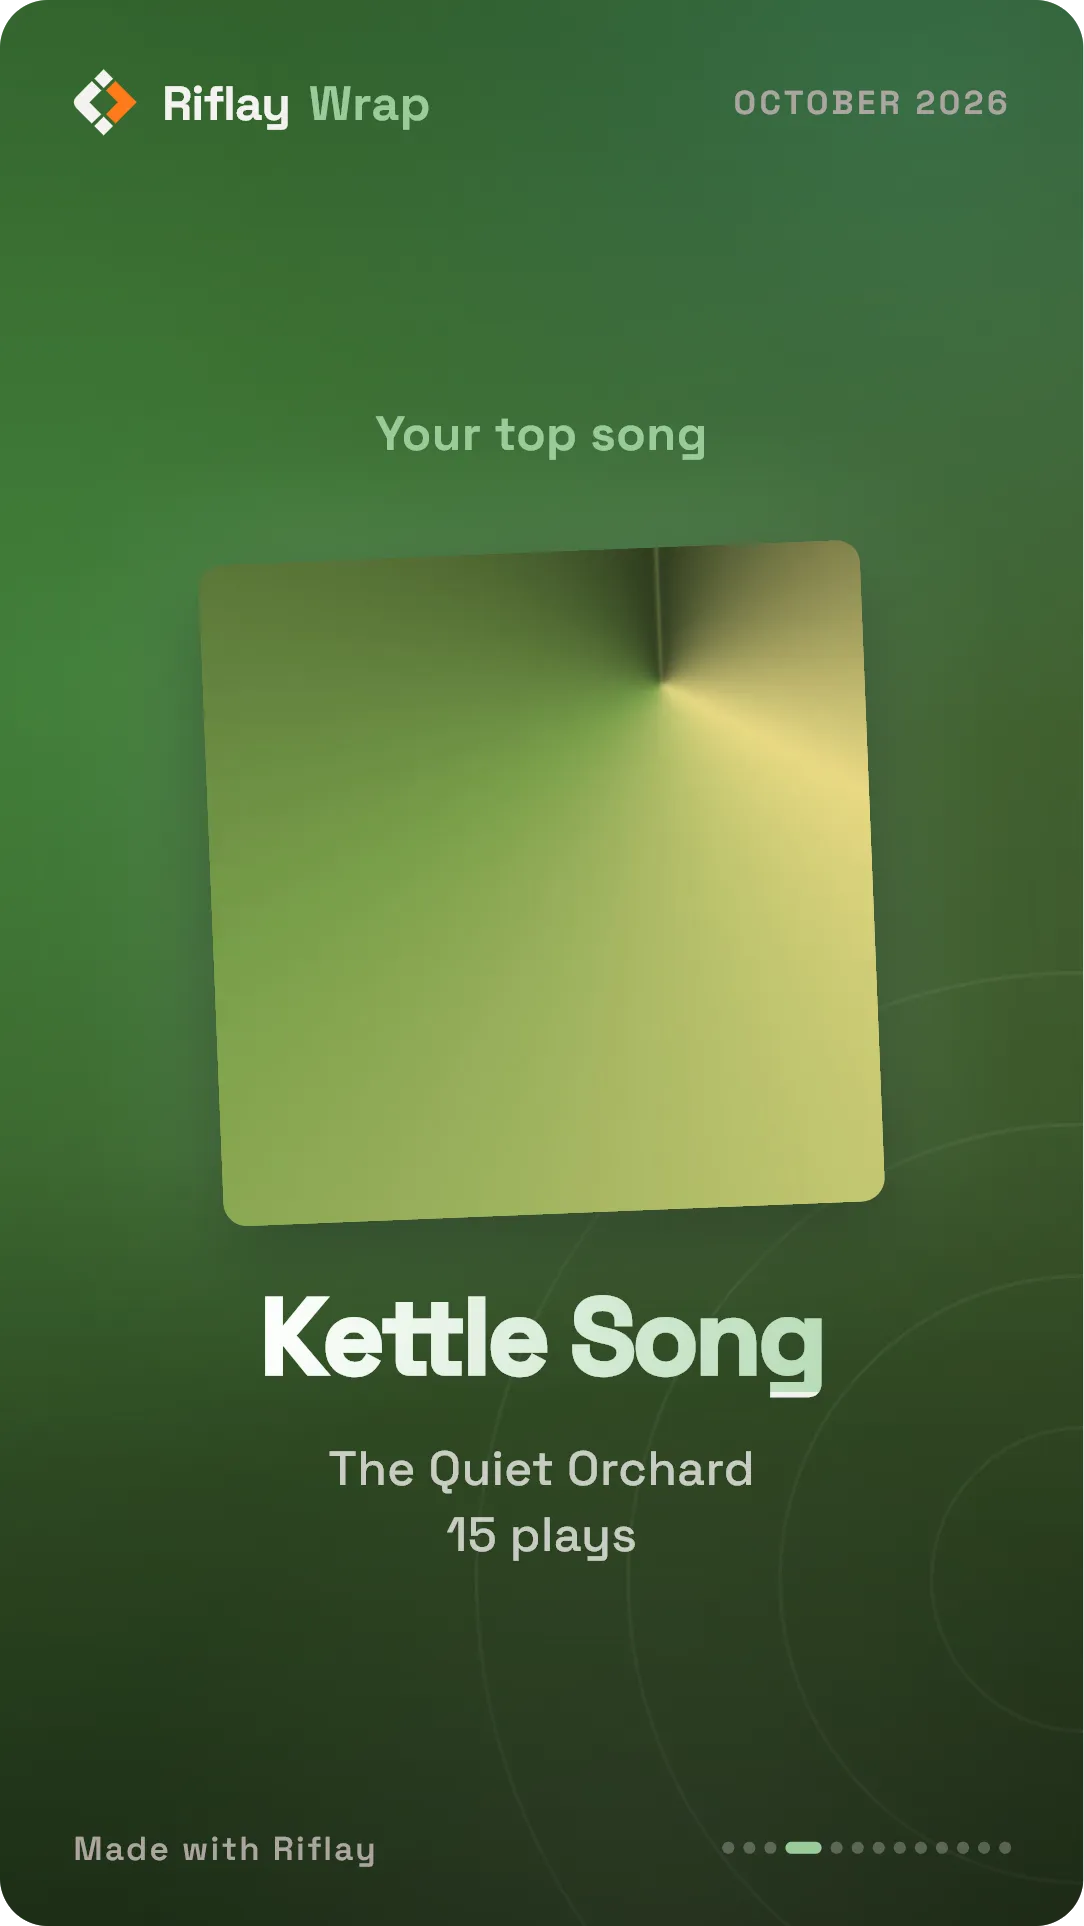 Riflay Wrap
OCTOBER 2026
Your top song
Kettle Song
The Quiet Orchard
15 plays
Made with Riflay